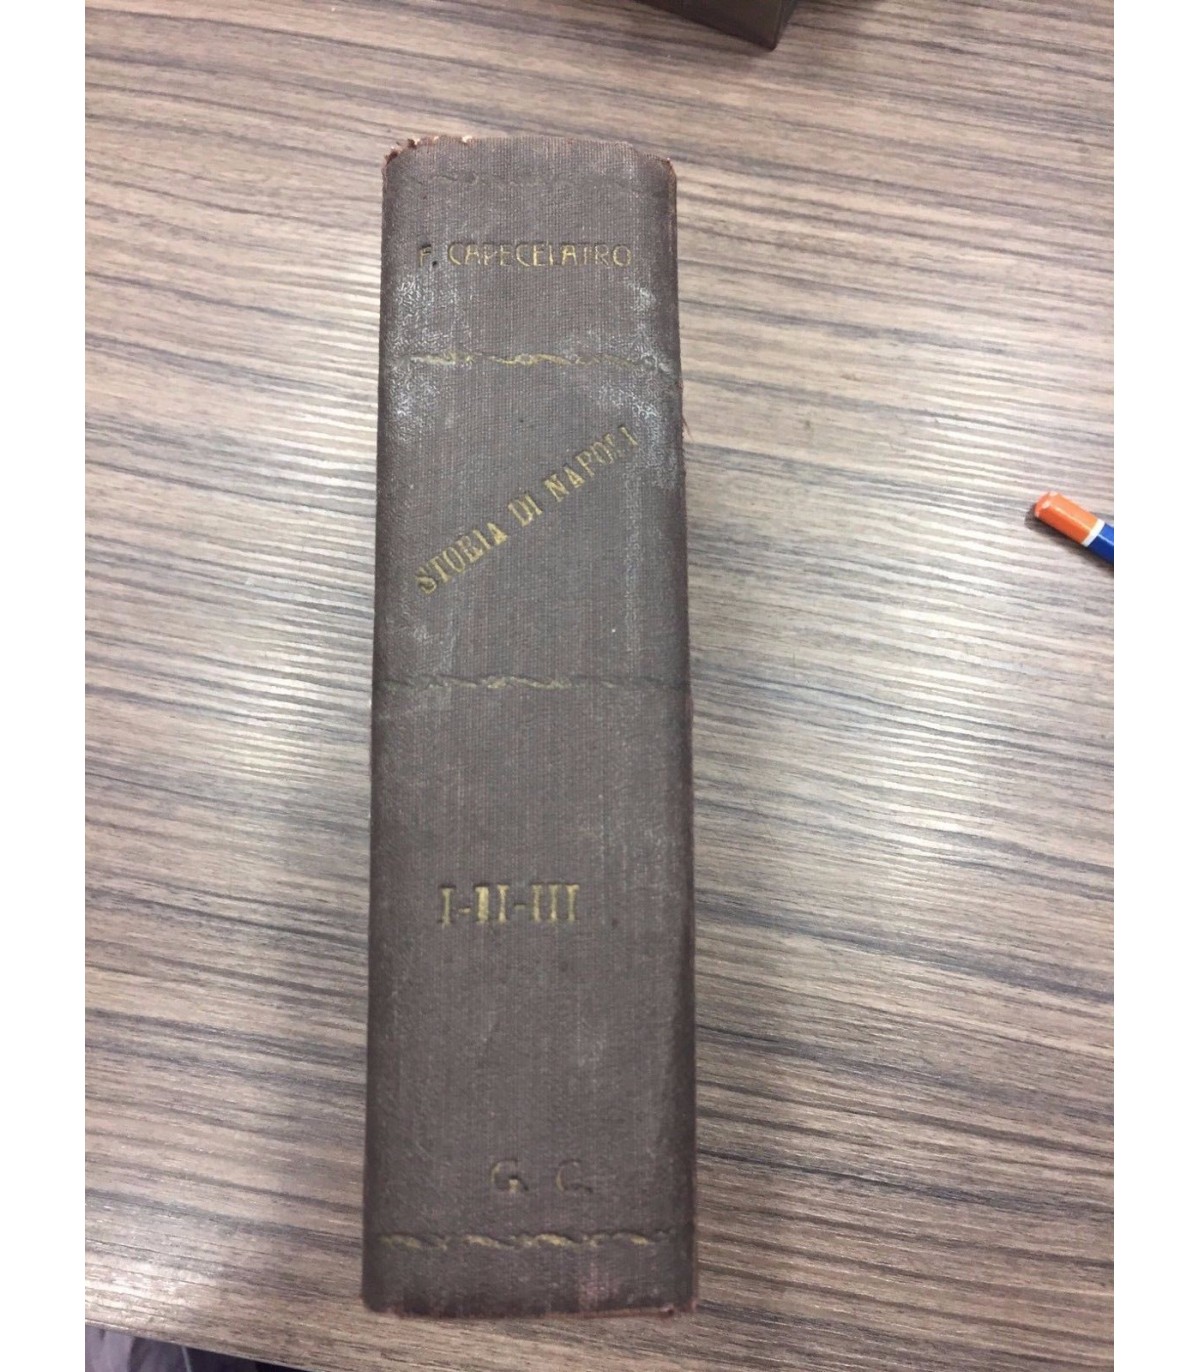 F. CAPECELATRO
STORIA DI NAPOLI
I-II-III
G. C.